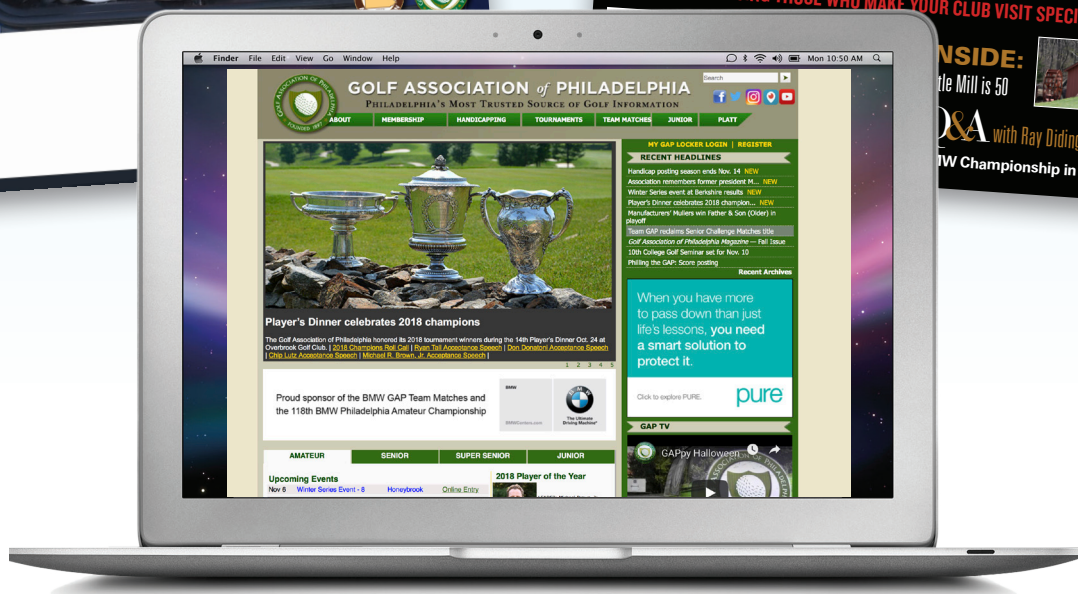 THOSE WHO MAKE YOUR CLUB VISIT SPECI
NSIDE:
tle Mill is 50
Q&A with Ray Diding
W Championship in
Finder File Edit View Go Window Help
Mon 10:50 AM
GOLF ASSOCIATION of PHILADELPHIA
PHILADELPHIA'S MOST TRUSTED SOURCE OF GOLF INFORMATION
Search
ABOUT MEMBERSHIP HANDICAPPING TOURNAMENTS TEAM MATCHES JUNIOR PLATT
MY GAP LOCKER LOGIN | REGISTER
RECENT HEADLINES
Handicap posting season ends Nov. 14 NEW
Association remembers former president M... NEW
Winter Series event at Berkshire results NEW
Player's Dinner celebrates 2018 champion... NEW
Manufacturers' Mullers win Father & Son (Older) in
playoff
Team GAP reclaims Senior Challenge Matches title
Golf Association of Philadelphia Magazine — Fall Issue
10th College Golf Seminar set for Nov. 10
Philling the GAP: Score posting
Recent Archives
Player's Dinner celebrates 2018 champions
The Golf Association of Philadelphia honored its 2018 tournament winners during the 14th Player's Dinner Oct. 24 at
Overbrook Golf Club. | 2018 Champions Roll Call | Ryan Tall Acceptance Speech | Don Donatoni Acceptance Speech
| Chip Lutz Acceptance Speech | Michael R. Brown, Jr. Acceptance Speech |
1 2 3 4 5
When you have more
to pass down than just
life's lessons, you need
a smart solution to
protect it.
Click to explore PURE.
pure
Proud sponsor of the BMW GAP Team Matches and
the 118th BMW Philadelphia Amateur Championship
BMW
BMWCenters.com
The Ultimate
Driving Machine®
GAP TV
GAPpy Halloween
AMATEUR SENIOR SUPER SENIOR JUNIOR
Upcoming Events
Nov 6 Winter Series Event - 8 Honeybrook Online Entry
2018 Player of the Year